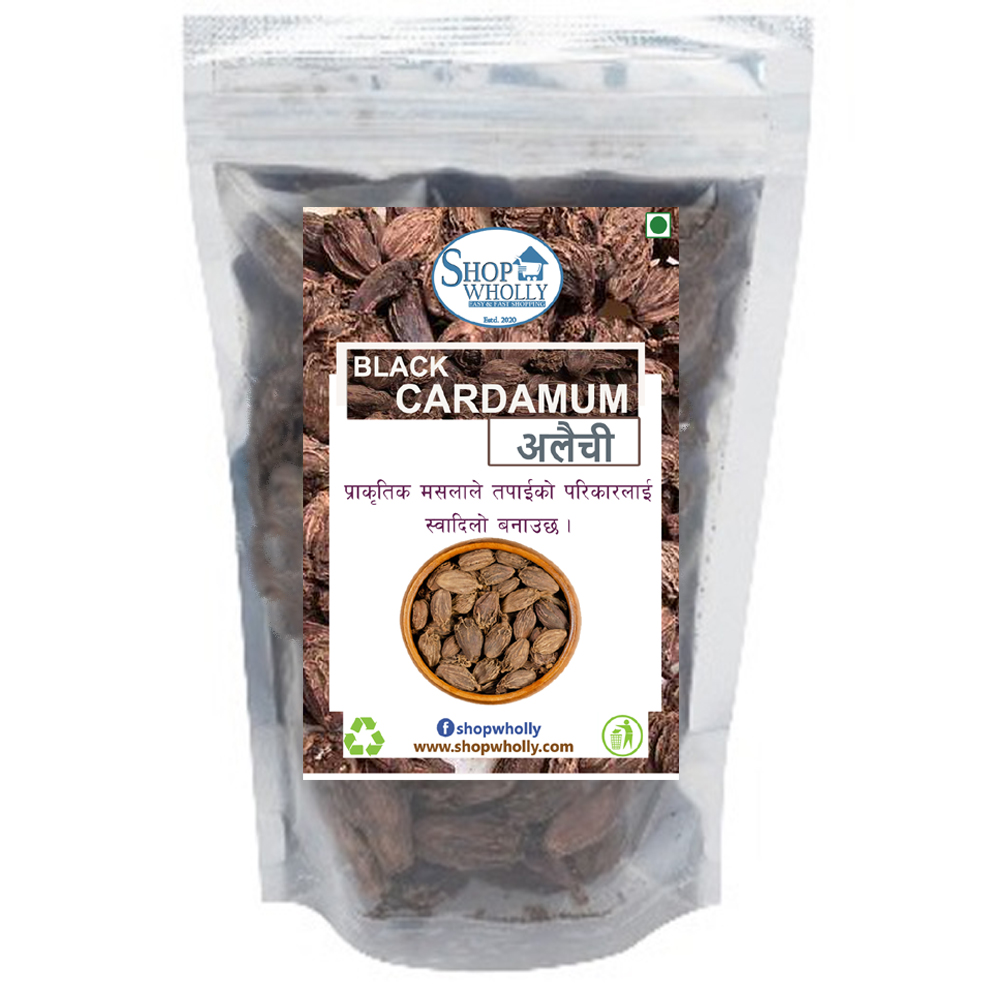 SHOP
WHOLLY
EASY & FAST SHOPPING
Estd. 2020
BLACK
CARDAMUM
अलैची
प्राकृतिक मसलाले तपाईको परिकारलाई
स्वादिलो बनाउछ ।
shopwholly
www.shopwholly.com